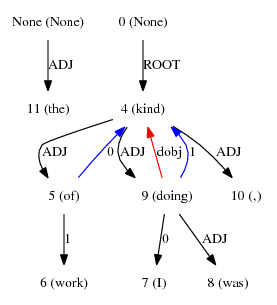 None (None) 0 (None)
ADJ ROOT
11 (the) 4 (kind)
ADJ 0 ADJ dobj 1 ADJ
5 (of) 9 (doing) 10 (,)
1 0 ADJ
6 (work) 7 (I) 8 (was)